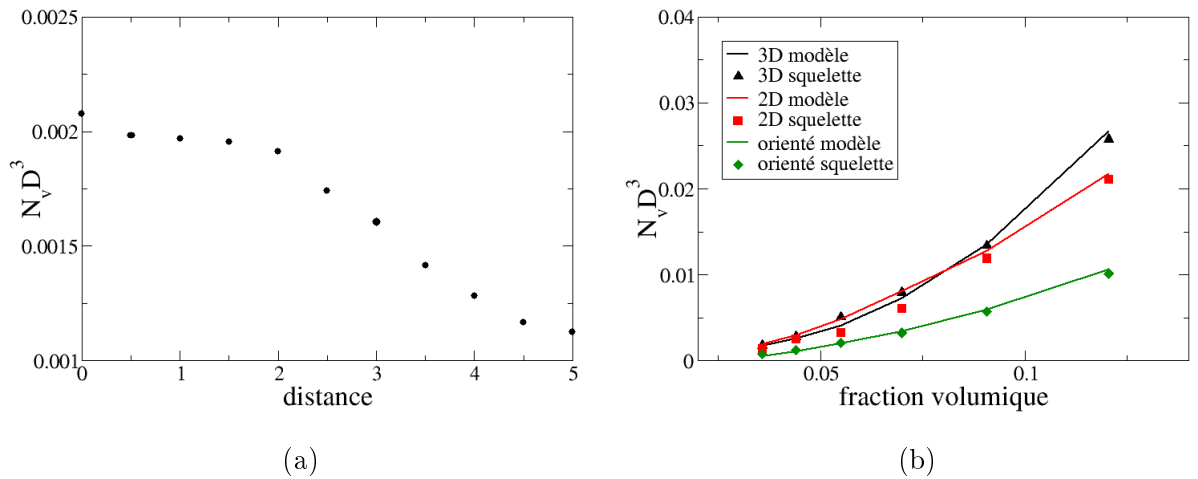 0.0025
0.002
0.0015
0.001
N_v D^3
0 1 2 3 4 5
distance
(a)
0.04
0.03
0.02
0.01
0
N_v D^3
3D modèle
3D squelette
2D modèle
2D squelette
orienté modèle
orienté squelette
0.05 0.1
fraction volumique
(b)